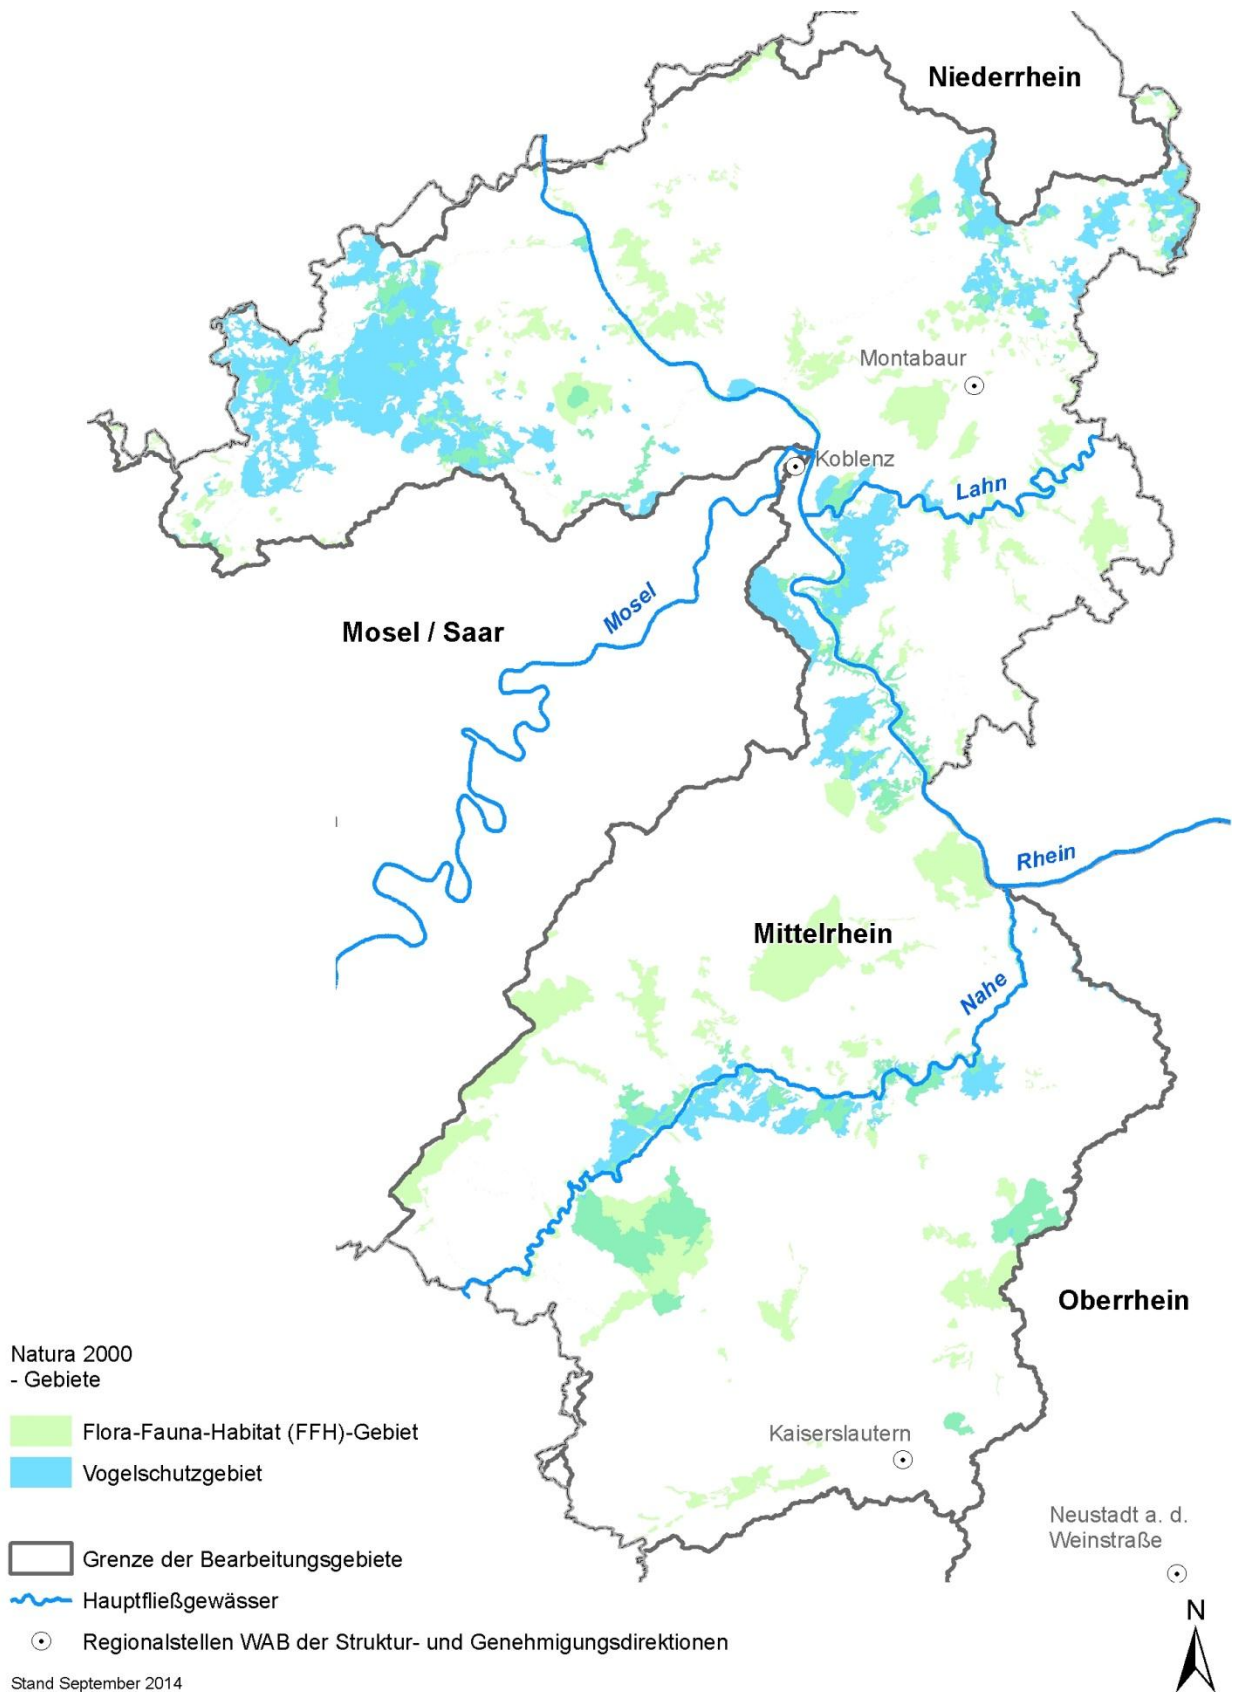 Niederrhein
Montabaur
Koblenz
Lahn
Mosel
Mosel / Saar
Rhein
Mittelrhein
Nahe
Oberrhein
Kaiserslautern
Neustadt a. d.
Weinstraße
Natura 2000
- Gebiete
Flora-Fauna-Habitat (FFH)-Gebiet
Vogelschutzgebiet
Grenze der Bearbeitungsgebiete
Hauptfließgewässer
Regionalstellen WAB der Struktur- und Genehmigungsdirektionen
N
Stand September 2014